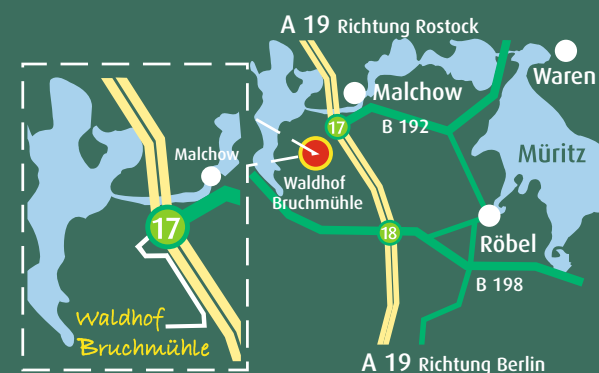 A 19 Richtung Rostock
Waren
Malchow
17
B 192
Müritz
Malchow
Waldhof
Bruchmühle
17
18
Röbel
B 198
Waldhof
Bruchmühle
A 19 Richtung Berlin